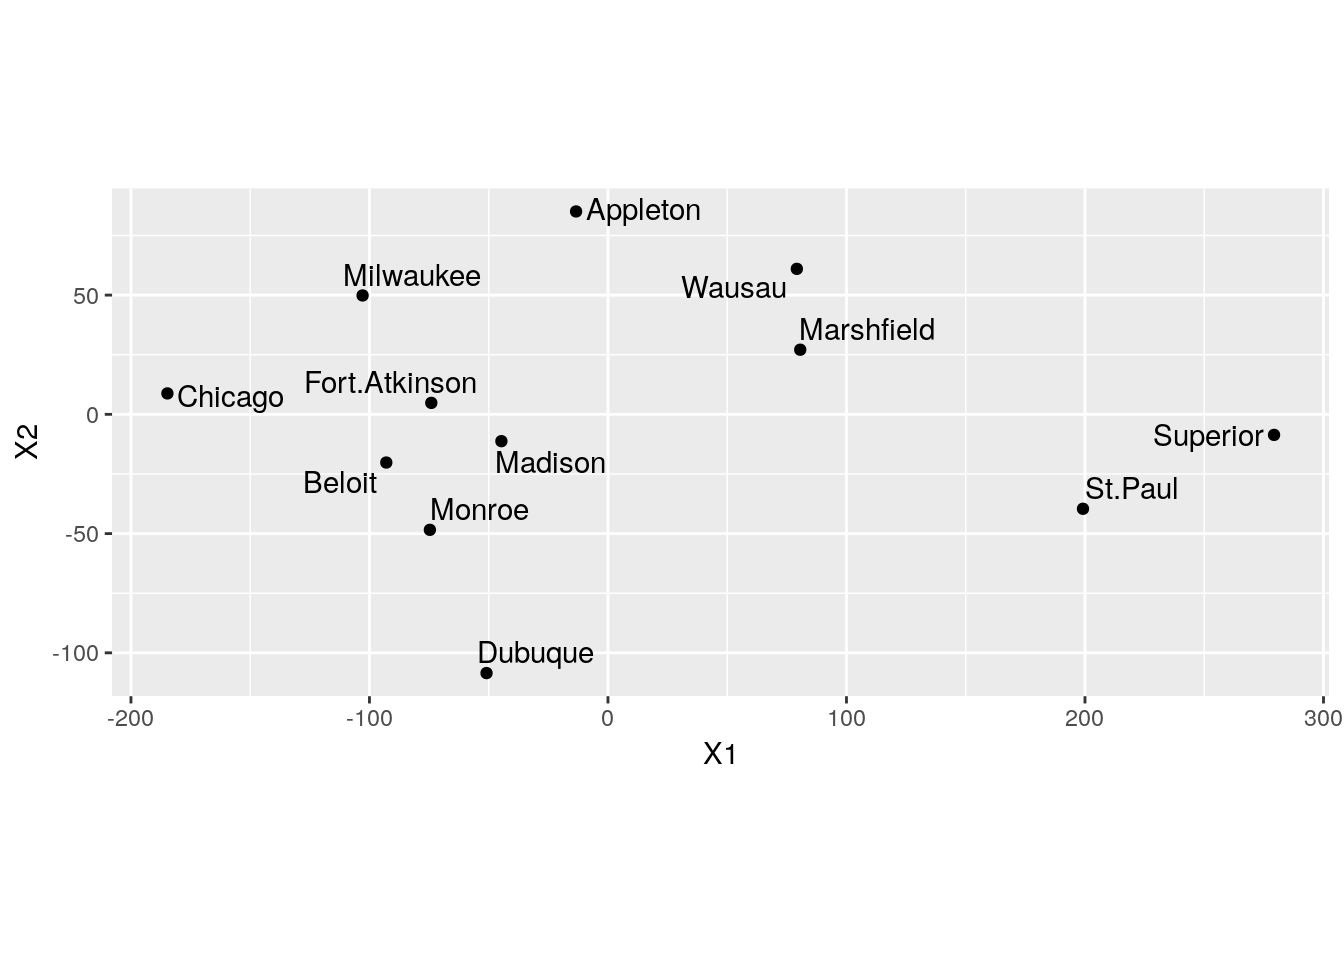 Appleton
Milwaukee
Wausau
50
Marshfield
Fort.Atkinson
Chicago
0
X2
Superior
Madison
Beloit
St.Paul
Monroe
-50
Dubuque
-100
-200
-100
0
100
200
300
X1